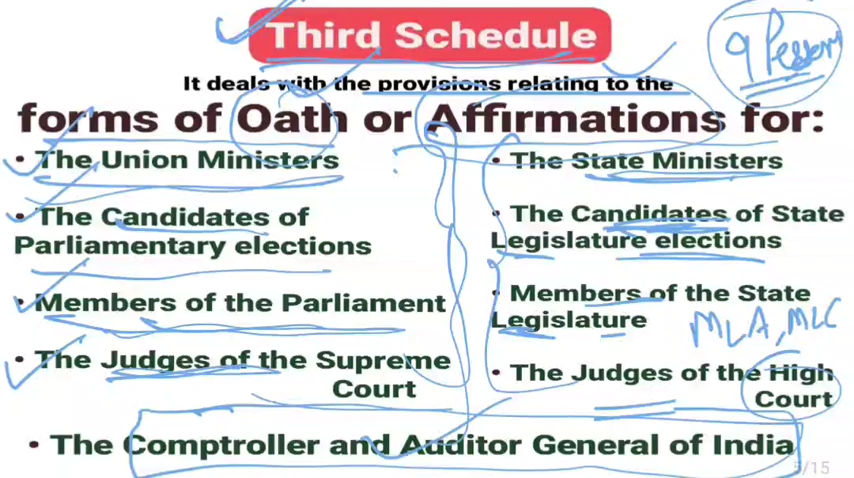 Third Schedule
9 Persons
It deals with the provisions relating to the
forms of Oath or Affirmations for:
• The Union Ministers
• The Candidates of
Parliamentary elections
• Members of the Parliament
• The Judges of the Supreme
Court
• The State Ministers
• The Candidates of State
Legislature elections
• Members of the State
Legislature
MLA, MLC
• The Judges of the High
Court
• The Comptroller and Auditor General of India
5/15